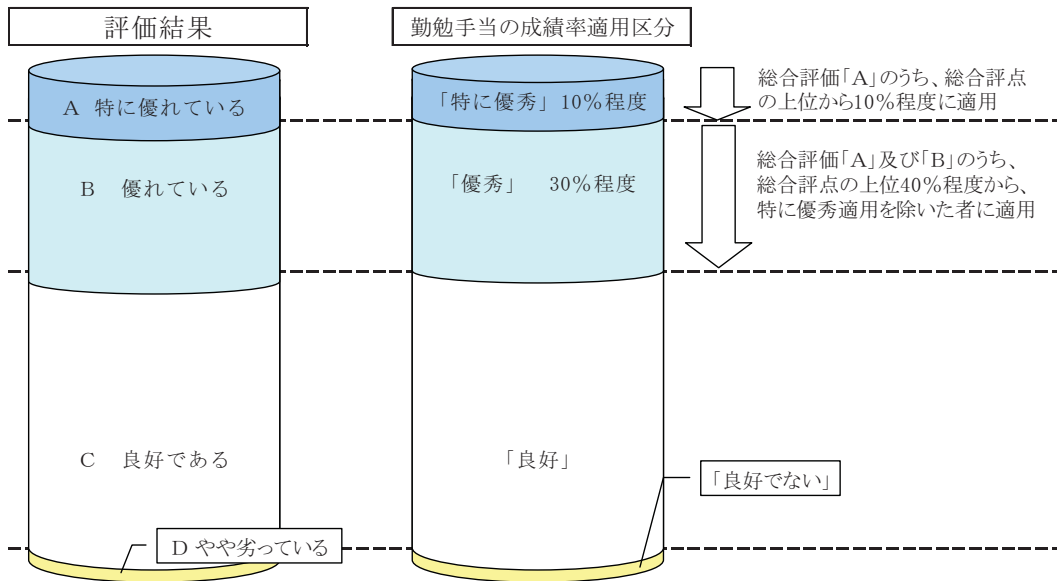 評価結果
勤勉手当の成績率適用区分
A 特に優れている
「特に優秀」10%程度
総合評価「A」のうち、総合評点
の上位から10%程度に適用
B 優れている
「優秀」 30%程度
総合評価「A」及び「B」のうち、
総合評点の上位40%程度から、
特に優秀適用を除いた者に適用
C 良好である
「良好」
「良好でない」
D やや劣っている